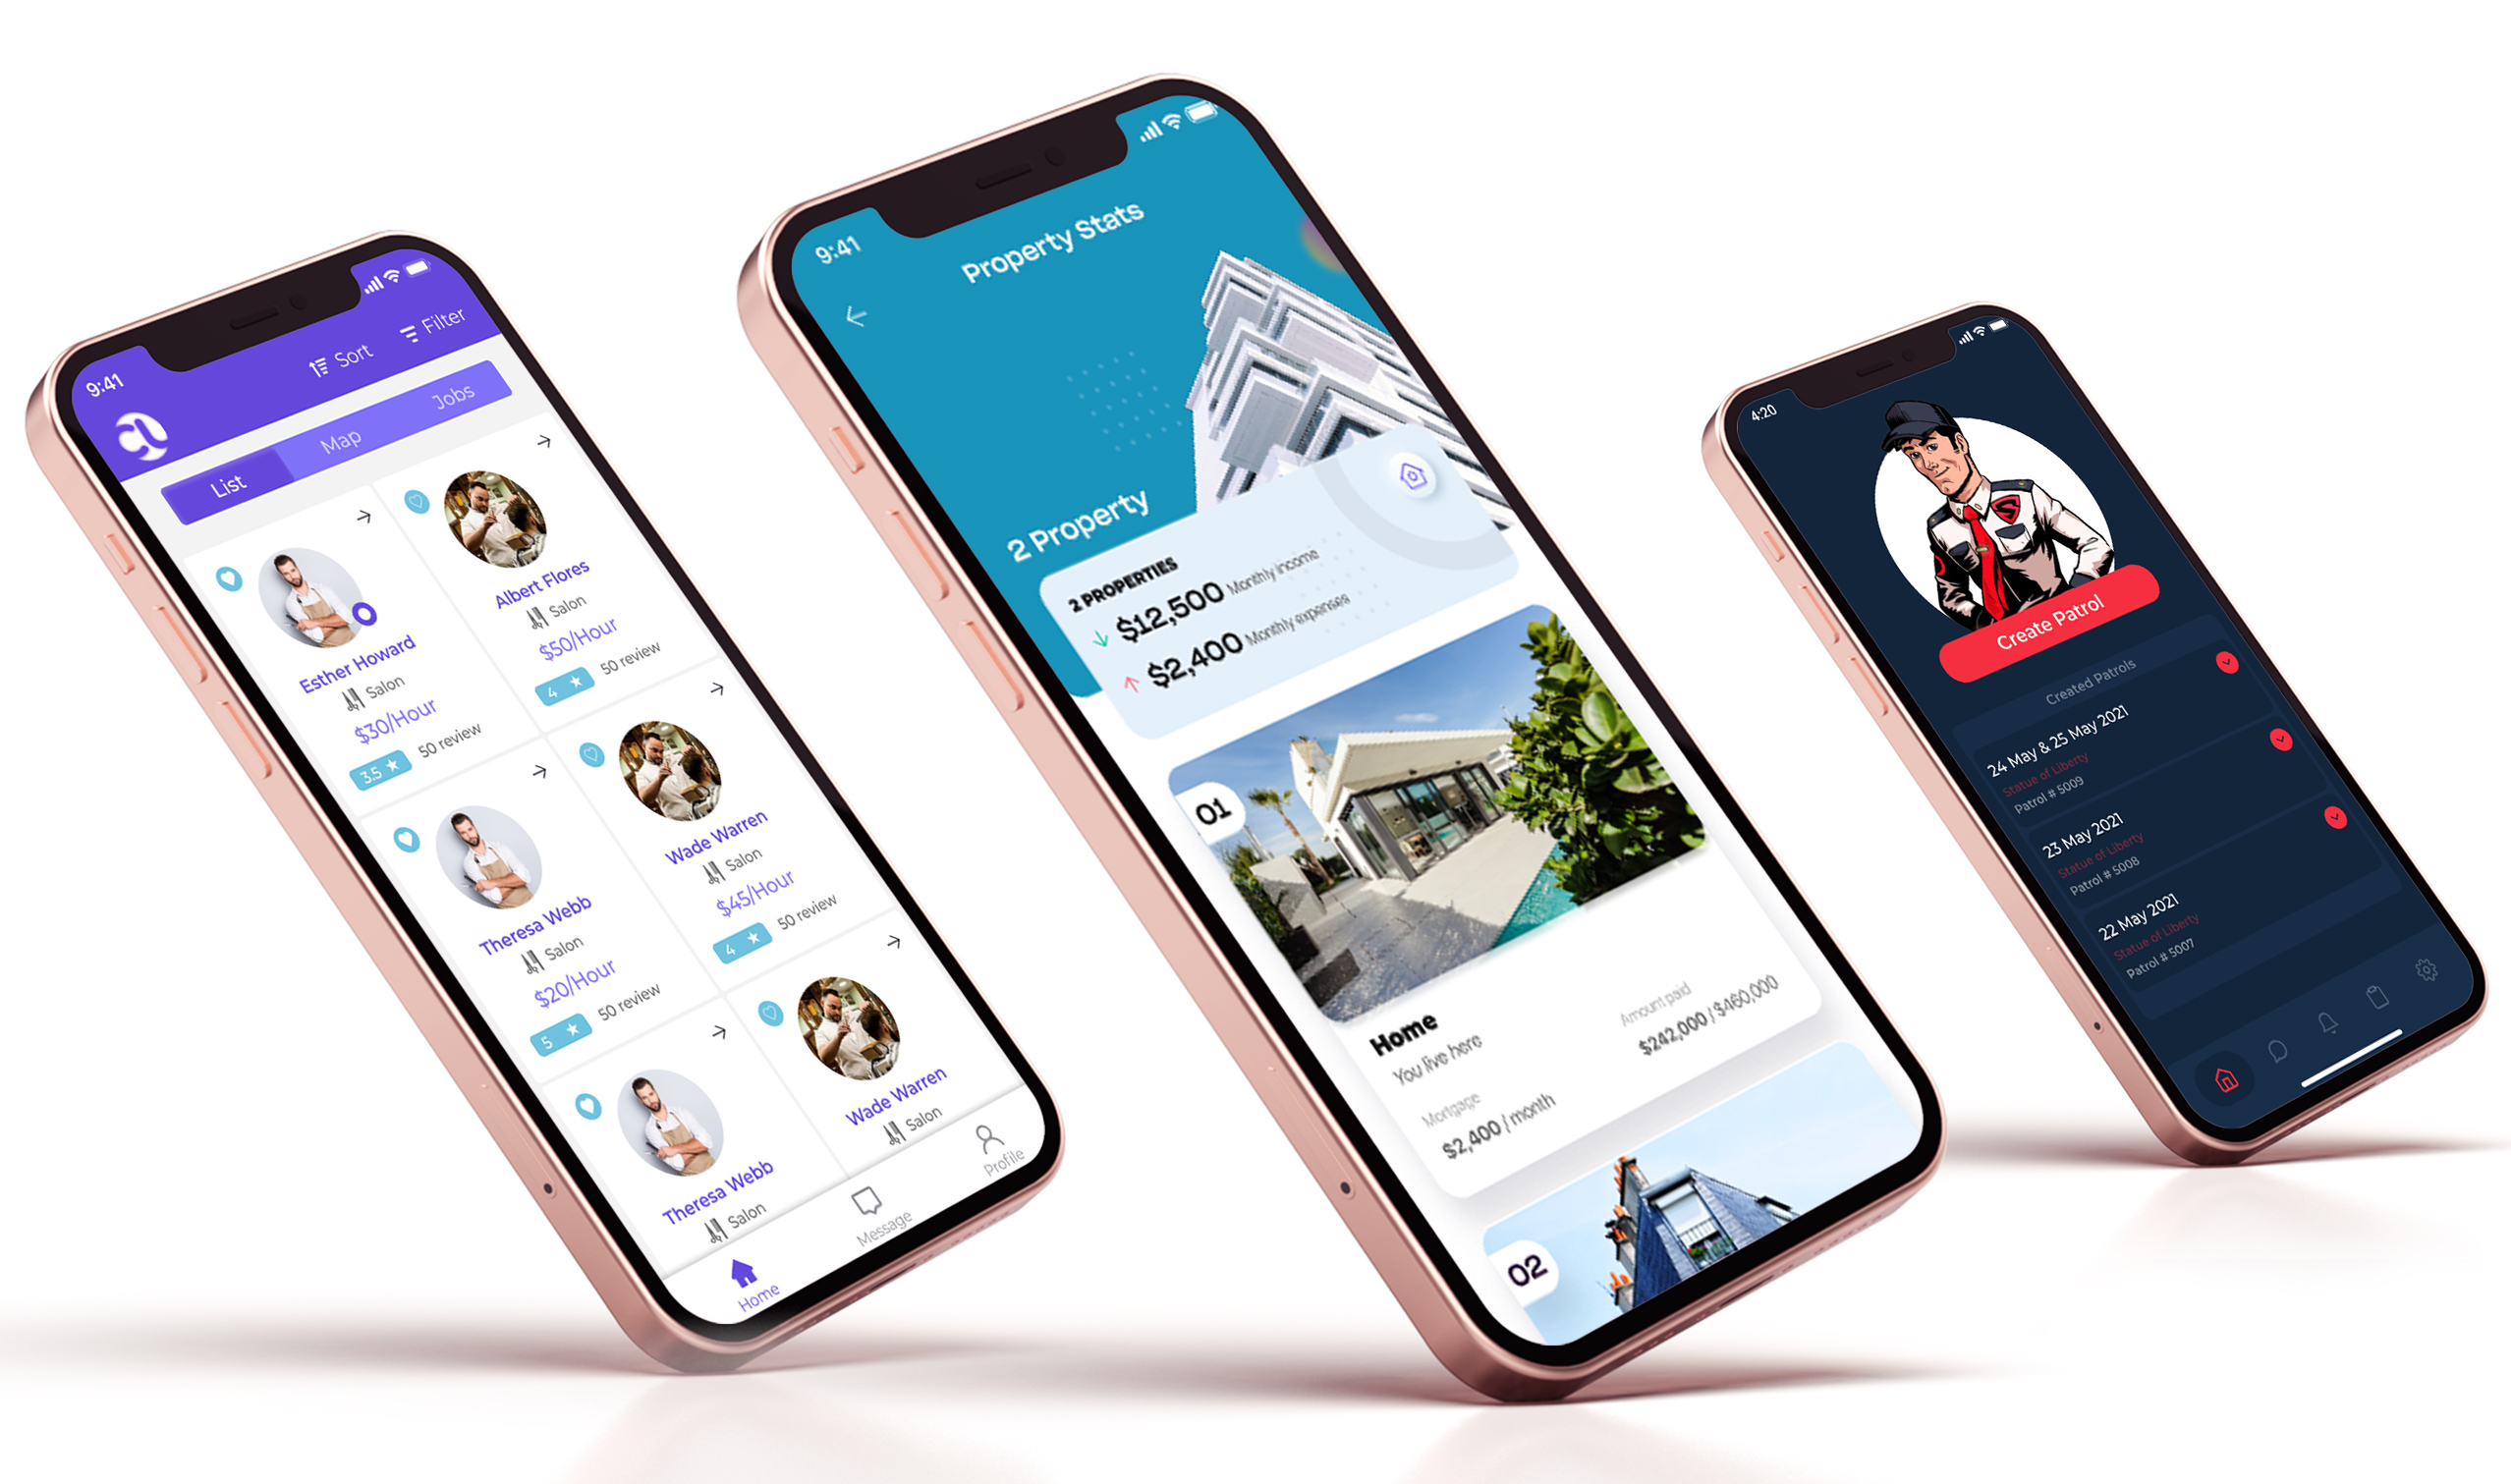 9:41
Sort
Filter
List
Map
Jobs
Esther Howard
Salon
$30/Hour
3.5 ★ 50 review
Albert Flores
Salon
$50/Hour
4 ★ 50 review
Theresa Webb
Salon
$20/Hour
5 ★ 50 review
Wade Warren
Salon
$45/Hour
4 ★ 50 review
Theresa Webb
Salon
Wade Warren
Salon
Home
Message
Profile
9:41
Property Stats
2 Property
2 PROPERTIES
$12,500 Monthly income
$2,400 Monthly expenses
01
Home
You live here
Amount paid
$242,000 / $460,000
Mortgage
$2,400 / month
02
4:20
Create Patrol
Created Patrols
24 May & 25 May 2021
Statue of Liberty
Patrol # 5009
23 May 2021
Statue of Liberty
Patrol # 5008
22 May 2021
Statue of Liberty
Patrol # 5007